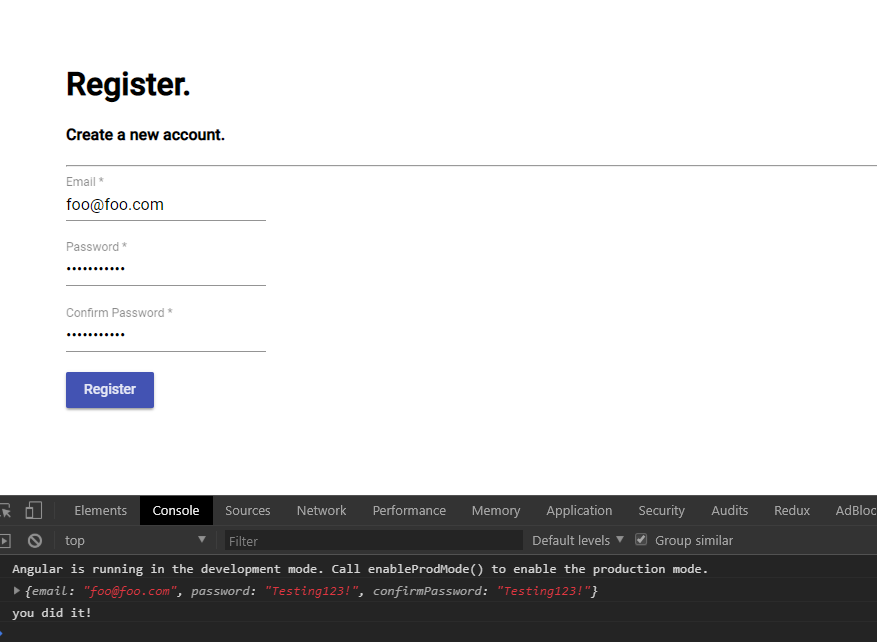 Register.
Create a new account.
Email *
foo@foo.com
Password *
•••••••••••
Confirm Password *
•••••••••••
Register
Elements Console Sources Network Performance Memory Application Security Audits Redux AdBloc
top Filter Default levels Group similar
Angular is running in the development mode. Call enableProdMode() to enable the production mode.
{email: "foo@foo.com", password: "Testing123!", confirmPassword: "Testing123!"}
you did it!